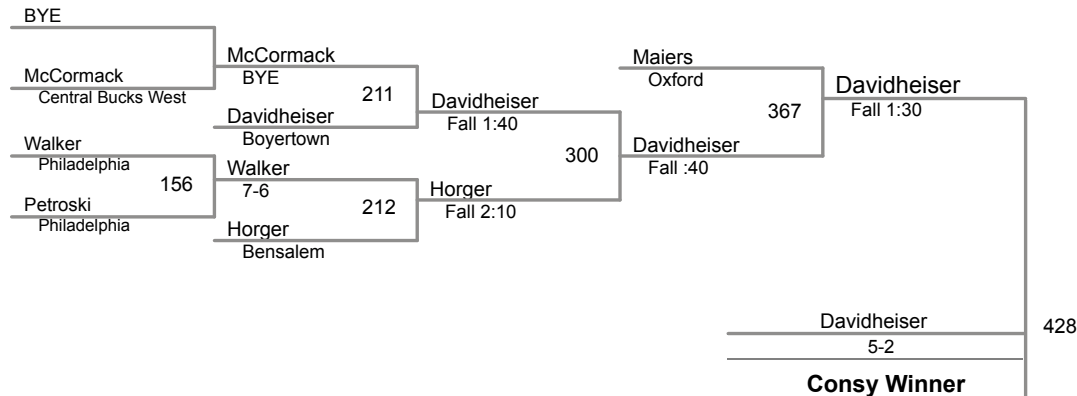 BYE
McCormack
Central Bucks West
Walker
Philadelphia
156
Petroski
Philadelphia
McCormack
BYE
211
Davidheiser
Boyertown
Walker
7-6
212
Horger
Bensalem
Davidheiser
Fall 1:40
300
Horger
Fall 2:10
Maiers
Oxford
367
Davidheiser
Fall :40
Davidheiser
Fall 1:30
428
Davidheiser
5-2
Consy Winner